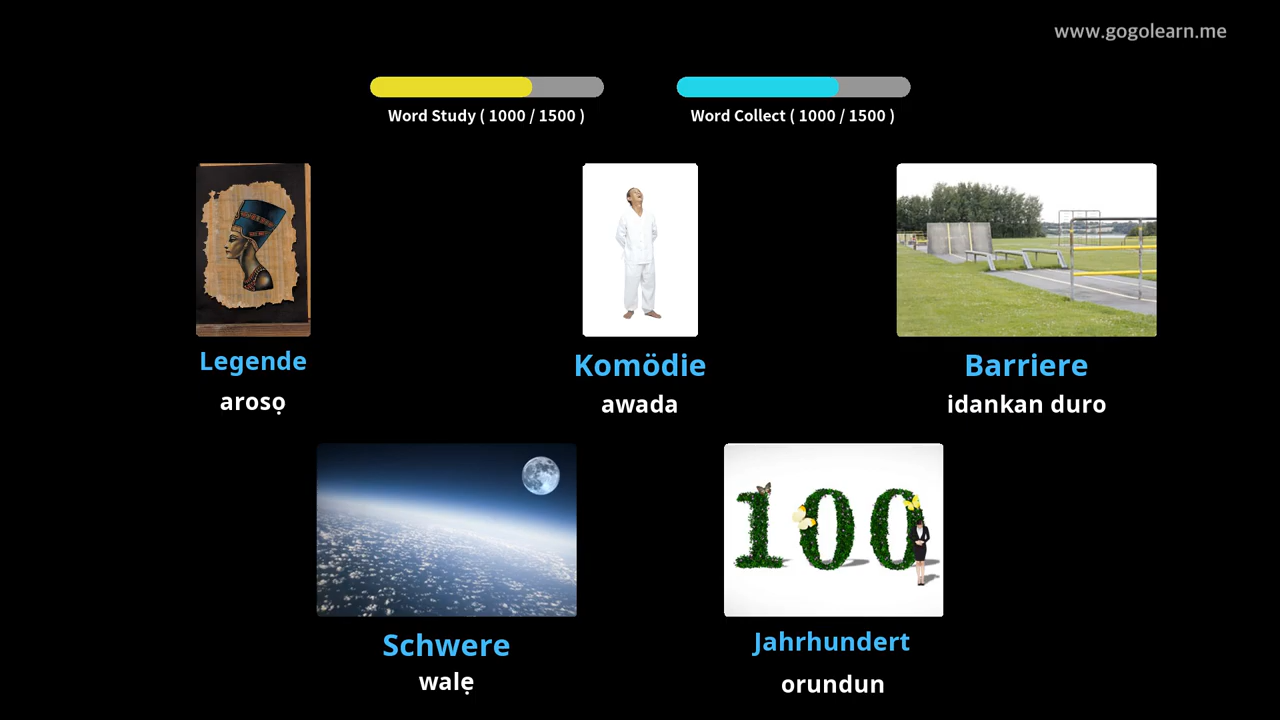 www.gogolearn.me
Word Study ( 1000 / 1500 )
Word Collect ( 1000 / 1500 )
Legende
arosọ
Komödie
awada
Barriere
idankan duro
Schwere
walẹ
100
Jahrhundert
orundun